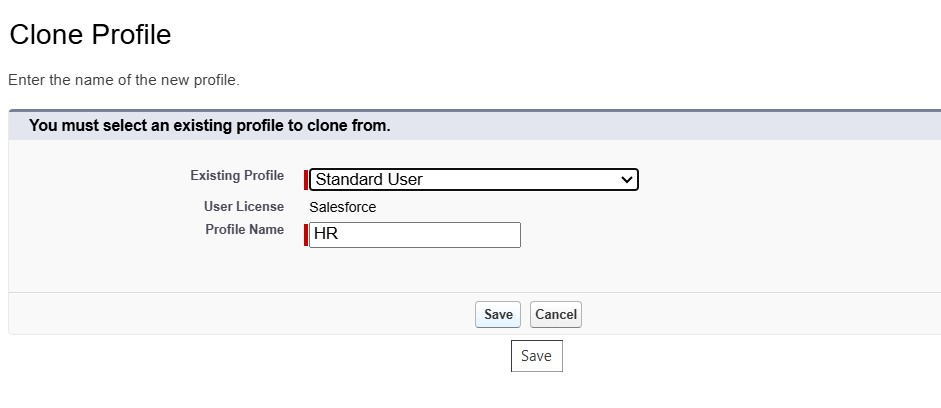 Clone Profile
Enter the name of the new profile.
You must select an existing profile to clone from.
Existing Profile Standard User
User License Salesforce
Profile Name HR
Save Cancel
Save